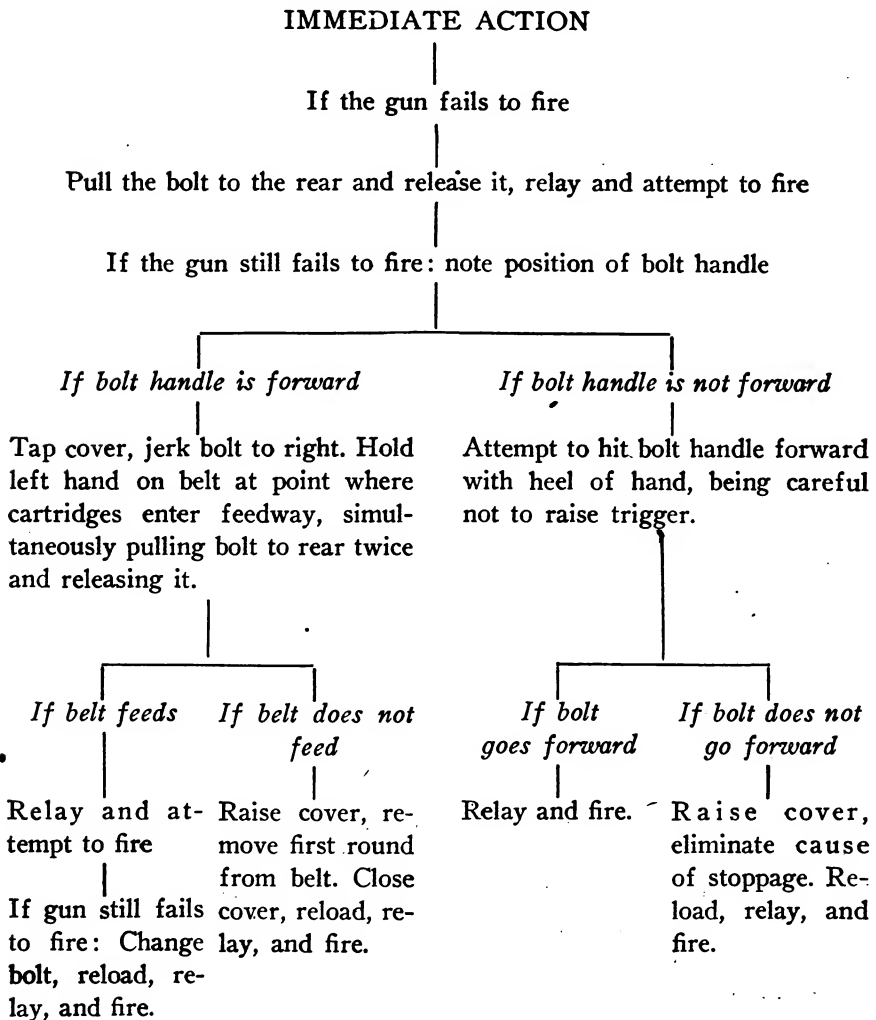 IMMEDIATE ACTION
If the gun fails to fire
Pull the bolt to the rear and release it, relay and attempt to fire
If the gun still fails to fire: note position of bolt handle
If bolt handle is forward
Tap cover, jerk bolt to right. Hold
left hand on belt at point where
cartridges enter feedway, simul-
taneously pulling bolt to rear twice
and releasing it.
If bolt handle is not forward
Attempt to hit bolt handle forward
with heel of hand, being careful
not to raise trigger.
If belt feeds
Relay and at-
tempt to fire
If gun still fails
to fire: Change
bolt, reload, re-
lay, and fire.
If belt does not
feed
Raise cover, re-
move first round
from belt. Close
cover, reload, re-
lay, and fire.
If bolt
goes forward
Relay and fire.
If bolt does not
go forward
Raise cover,
eliminate cause
of stoppage. Re-
load, relay, and
fire.